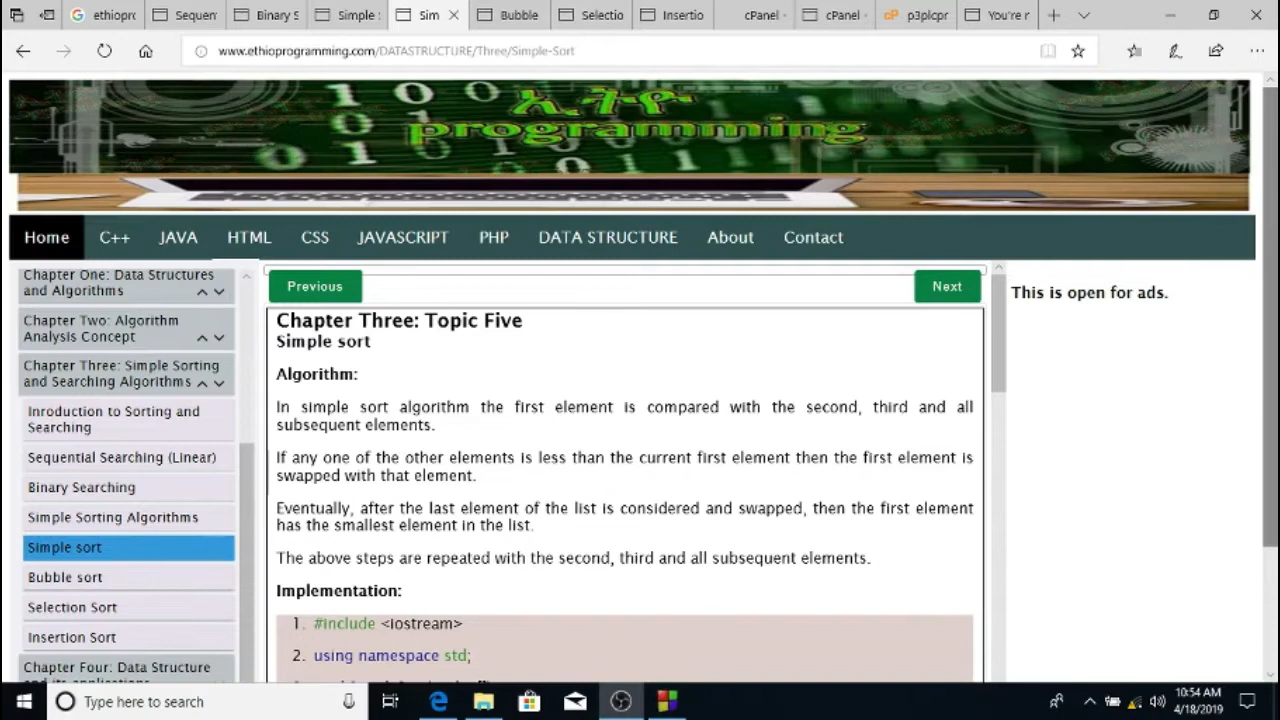 ethiopr
Sequen
Binary S
Simple
Sim
Bubble
Selectio
Insertio
cPanel
cPanel
cP p3plcpr
You're r
www.ethioprogramming.com/DATASTRUCTURE/Three/Simple-Sort
ኢትዮ
programming
Home C++ JAVA HTML CSS JAVASCRIPT PHP DATA STRUCTURE About Contact
Chapter One: Data Structures
and Algorithms
Chapter Two: Algorithm
Analysis Concept
Chapter Three: Simple Sorting
and Searching Algorithms
Inroduction to Sorting and
Searching
Sequential Searching (Linear)
Binary Searching
Simple Sorting Algorithms
Simple sort
Bubble sort
Selection Sort
Insertion Sort
Chapter Four: Data Structure
Previous
Next
Chapter Three: Topic Five
Simple sort
Algorithm:
In simple sort algorithm the first element is compared with the second, third and all
subsequent elements.
If any one of the other elements is less than the current first element then the first element is
swapped with that element.
Eventually, after the last element of the list is considered and swapped, then the first element
has the smallest element in the list.
The above steps are repeated with the second, third and all subsequent elements.
Implementation:
1. #include <iostream>
2. using namespace std;
This is open for ads.
Type here to search
10:54 AM
4/18/2019